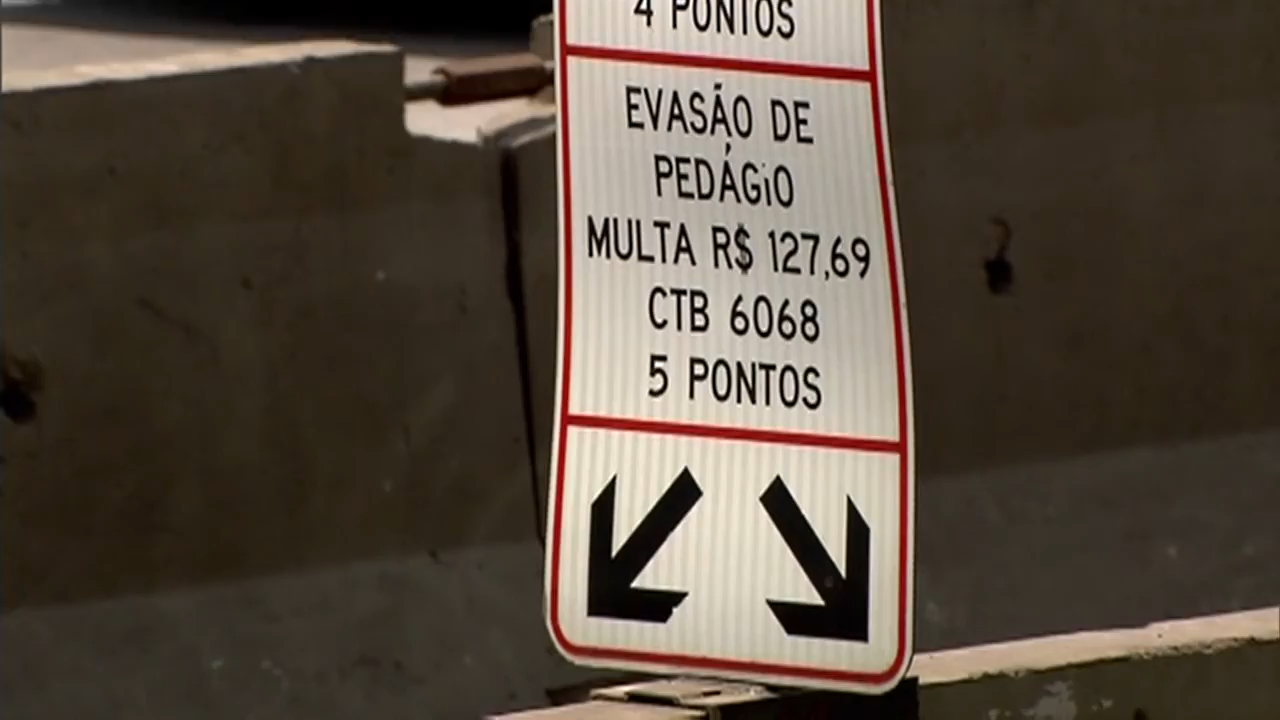 4 PONTOS
EVASÃO DE
PEDÁGiO
MULTA R$ 127,69
CTB 6068
5 PONTOS